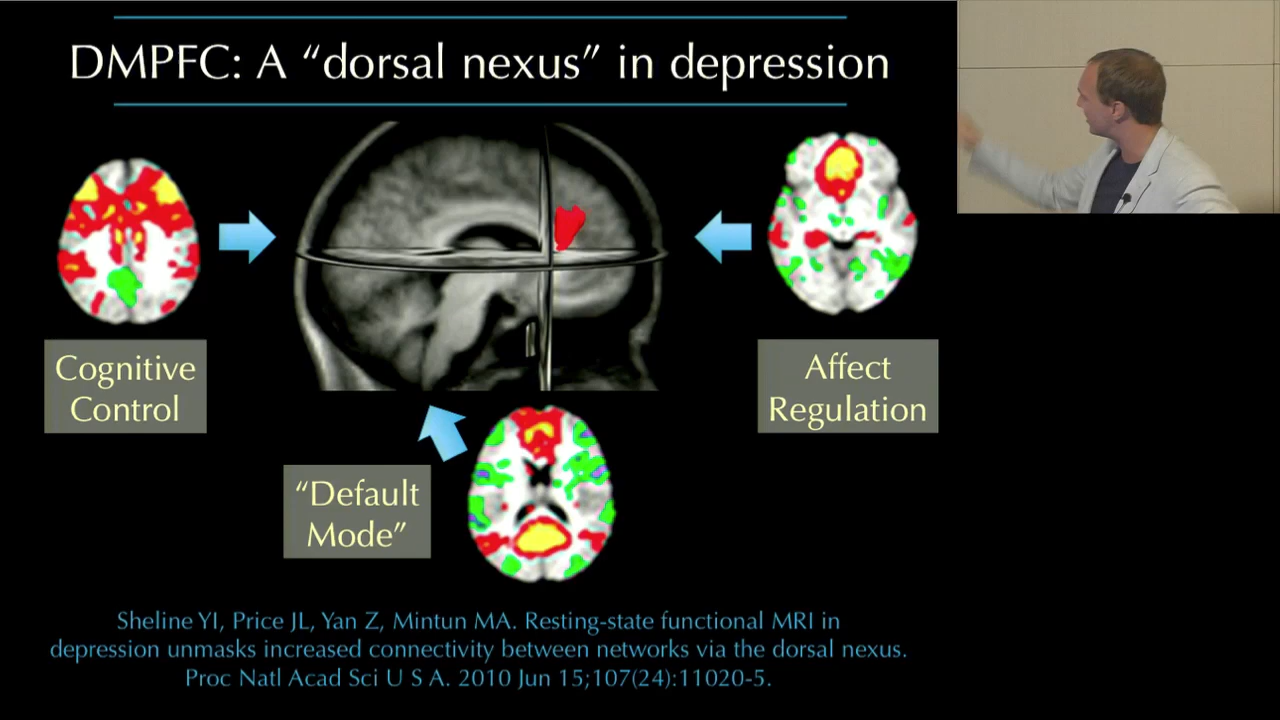 DMPFC: A “dorsal nexus” in depression
Cognitive
Control
Affect
Regulation
“Default
Mode”
Sheline YI, Price JL, Yan Z, Mintun MA. Resting-state functional MRI in
depression unmasks increased connectivity between networks via the dorsal nexus.
Proc Natl Acad Sci U S A. 2010 Jun 15;107(24):11020-5.